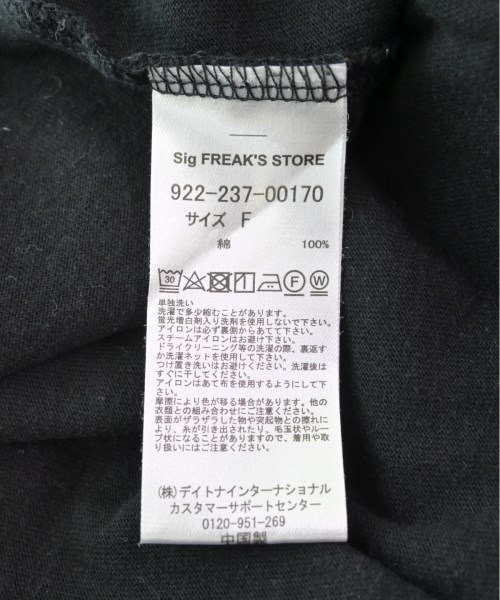 Sig FREAK'S STORE
922-237-00170
サイズ F
綿 100%
30 F W
単独洗い
洗濯で多少縮むことがあります。
蛍光増白剤入り洗剤を使用しないで下さい。
アイロンは必ず裏側からあてて下さい。
スチームアイロンはお避け下さい。
ドライクリーニング等の洗濯の際、裏返す
か洗濯ネットを使用して下さい。
つけ置き洗いはお避けください。洗濯後は
すぐに干してください。
アイロンはあて布を使用するようにして下
さい。
摩擦により色が移る場合があります。他の
衣類との組み合わせにご注意ください。
表面がザラザラした物や突起物との擦れに
より、糸が引き出されたり、毛玉状やルー
プ状になることがありますので、着用や取
り扱いにはご注意ください。
(株)デイトナインターナショナル
カスタマーサポートセンター
0120-951-269
中国製